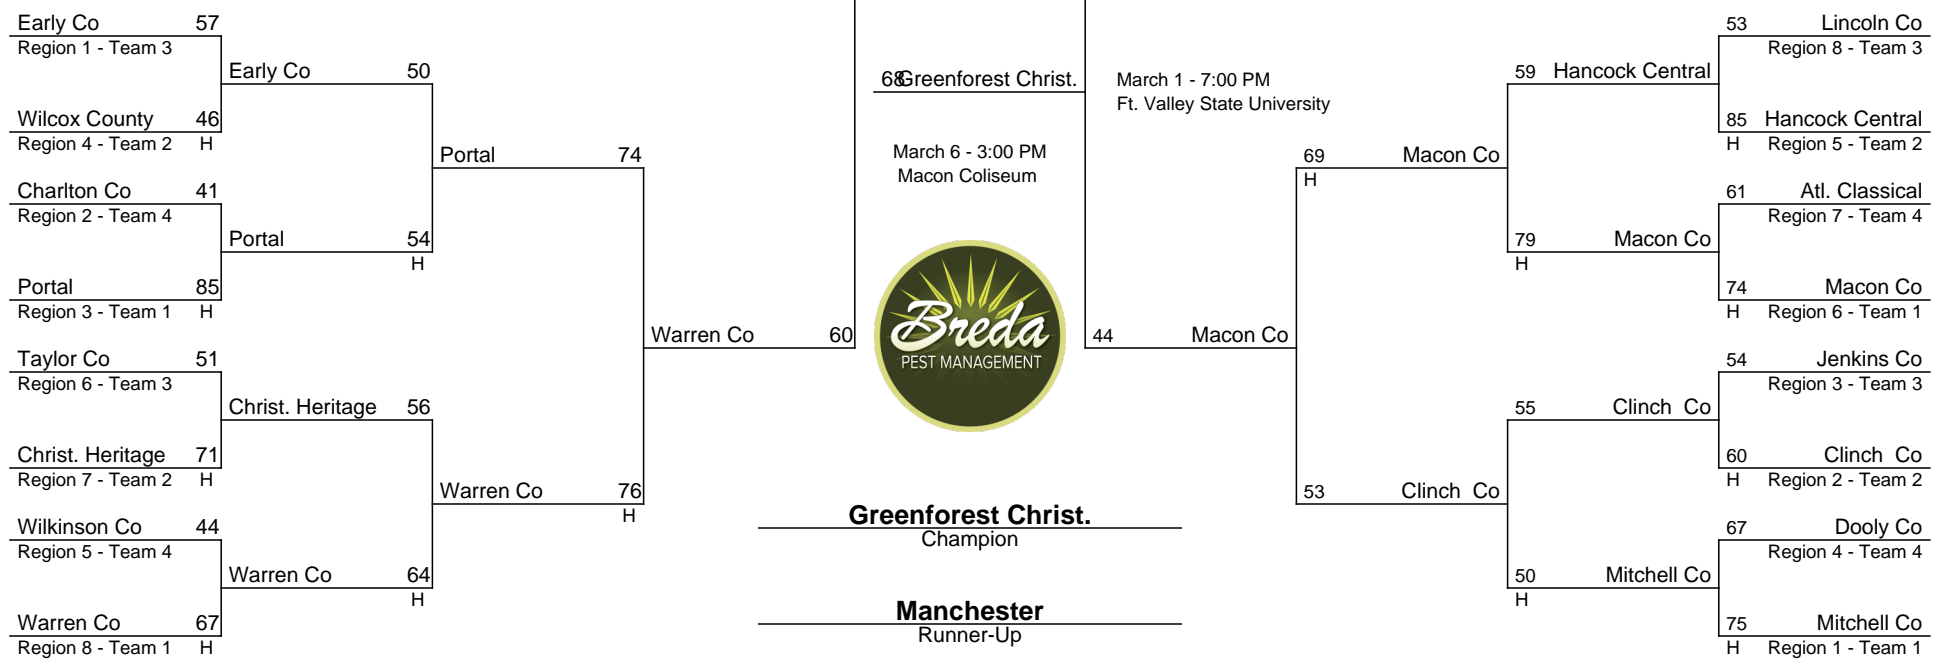 Early Co 57
Region 1 - Team 3
Early Co 50
Wilcox County 46
Region 4 - Team 2 H
Portal 74
Charlton Co 41
Region 2 - Team 4
Portal 54
H
Portal 85
Region 3 - Team 1 H
Warren Co 60
Taylor Co 51
Region 6 - Team 3
Christ. Heritage 56
Christ. Heritage 71
Region 7 - Team 2 H
Warren Co 76
H
Wilkinson Co 44
Region 5 - Team 4
Warren Co 64
H
Warren Co 67
Region 8 - Team 1 H
68 Greenforest Christ.
March 6 - 3:00 PM
Macon Coliseum
Breda
PEST MANAGEMENT
Greenforest Christ.
Champion
Manchester
Runner-Up
March 1 - 7:00 PM
Ft. Valley State University
53 Lincoln Co
Region 8 - Team 3
59 Hancock Central
85 Hancock Central
H Region 5 - Team 2
69 Macon Co
H
61 Atl. Classical
Region 7 - Team 4
79 Macon Co
H
74 Macon Co
H Region 6 - Team 1
44 Macon Co
54 Jenkins Co
Region 3 - Team 3
55 Clinch  Co
60 Clinch  Co
H Region 2 - Team 2
53 Clinch  Co
67 Dooly Co
Region 4 - Team 4
50 Mitchell Co
H
75 Mitchell Co
H Region 1 - Team 1